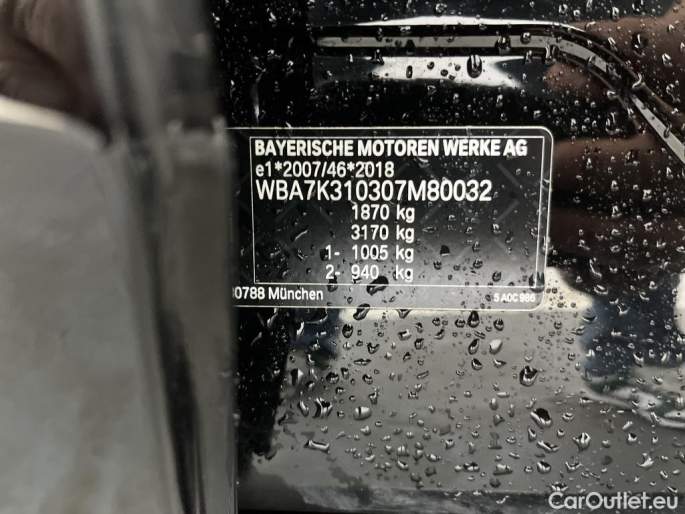 BAYERISCHE MOTOREN WERKE AG
e1*2007/46*2018
WBA7K310307M80032
1870 kg
3170 kg
1- 1005 kg
2- 940 kg
München
5 A0C 986
CarOutlet.eu